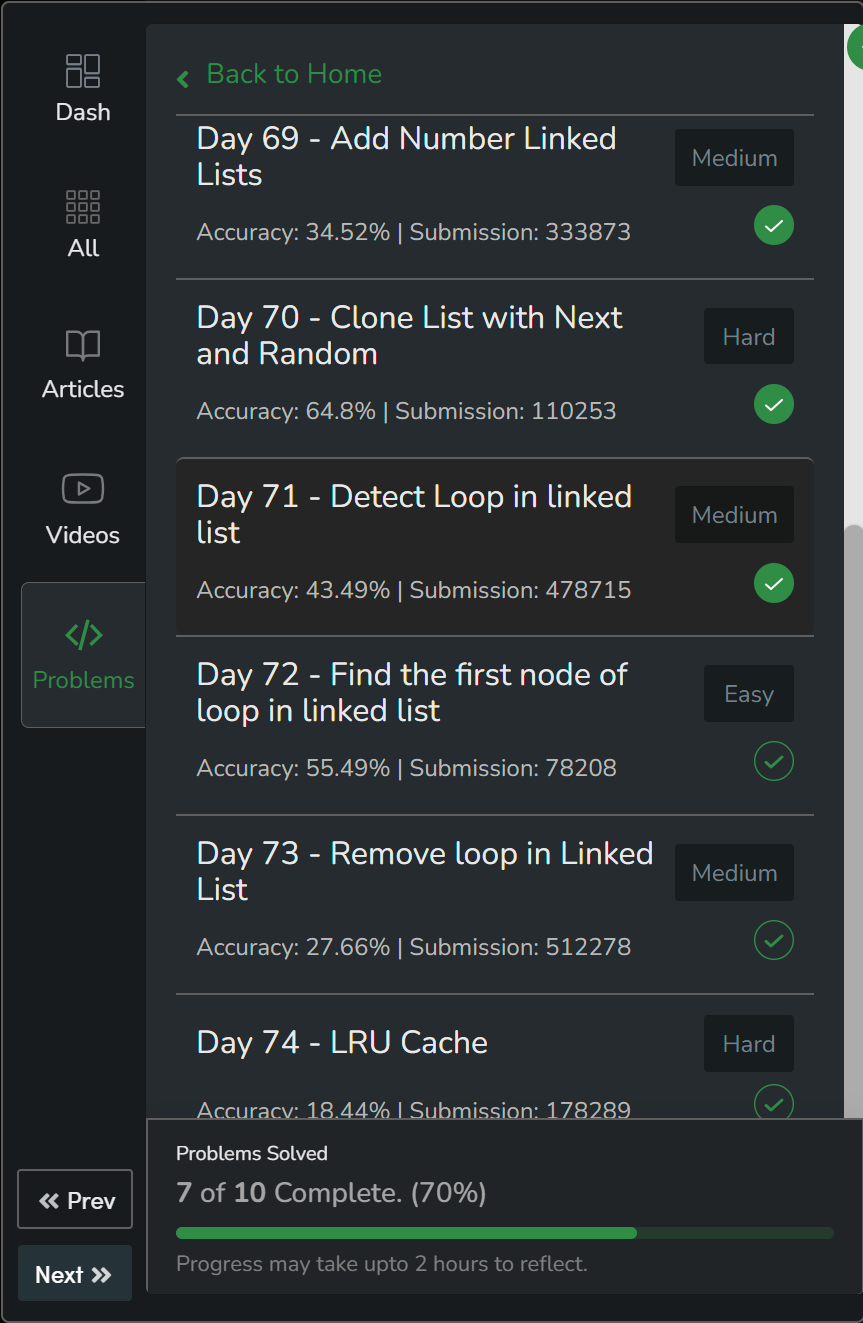 Dash
All
Articles
Videos
Problems
Prev
Next
Back to Home
Day 69 - Add Number Linked
Lists
Medium
Accuracy: 34.52% | Submission: 333873
Day 70 - Clone List with Next
and Random
Hard
Accuracy: 64.8% | Submission: 110253
Day 71 - Detect Loop in linked
list
Medium
Accuracy: 43.49% | Submission: 478715
Day 72 - Find the first node of
loop in linked list
Easy
Accuracy: 55.49% | Submission: 78208
Day 73 - Remove loop in Linked
List
Medium
Accuracy: 27.66% | Submission: 512278
Day 74 - LRU Cache
Hard
Accuracy: 18.44% | Submission: 178289
Problems Solved
7 of 10 Complete. (70%)
Progress may take upto 2 hours to reflect.